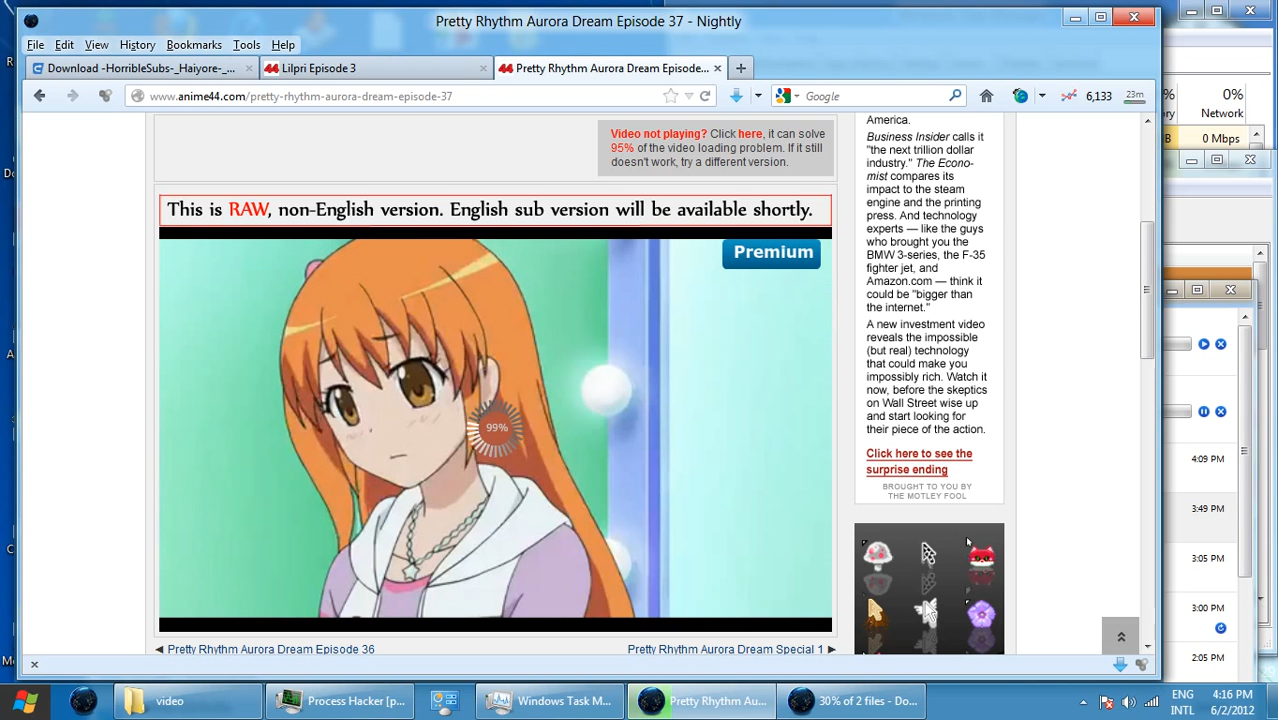 Pretty Rhythm Aurora Dream Episode 37 - Nightly
File Edit View History Bookmarks Tools Help
Download -HorribleSubs-_Haiyore-_...
Lilpri Episode 3
Pretty Rhythm Aurora Dream Episode...
www.anime44.com/pretty-rhythm-aurora-dream-episode-37
Google
6,133
23m
0%
Network
0 Mbps
Video not playing? Click here, it can solve
95% of the video loading problem. If it still
doesn't work, try a different version.
This is RAW, non-English version. English sub version will be available shortly.
Premium
99%
Pretty Rhythm Aurora Dream Episode 36
Pretty Rhythm Aurora Dream Special 1
America.
Business Insider calls it
"the next trillion dollar
industry." The Econo-
mist compares its
impact to the steam
engine and the printing
press. And technology
experts — like the guys
who brought you the
BMW 3-series, the F-35
fighter jet, and
Amazon.com — think it
could be "bigger than
the internet."
A new investment video
reveals the impossible
(but real) technology
that could make you
impossibly rich. Watch it
now, before the skeptics
on Wall Street wise up
and start looking for
their piece of the action.
Click here to see the
surprise ending
BROUGHT TO YOU BY
THE MOTLEY FOOL
4:09 PM
3:49 PM
3:05 PM
3:00 PM
2:05 PM
video
Process Hacker [p...
Windows Task M...
Pretty Rhythm Au...
30% of 2 files - Do...
ENG
INTL
4:16 PM
6/2/2012